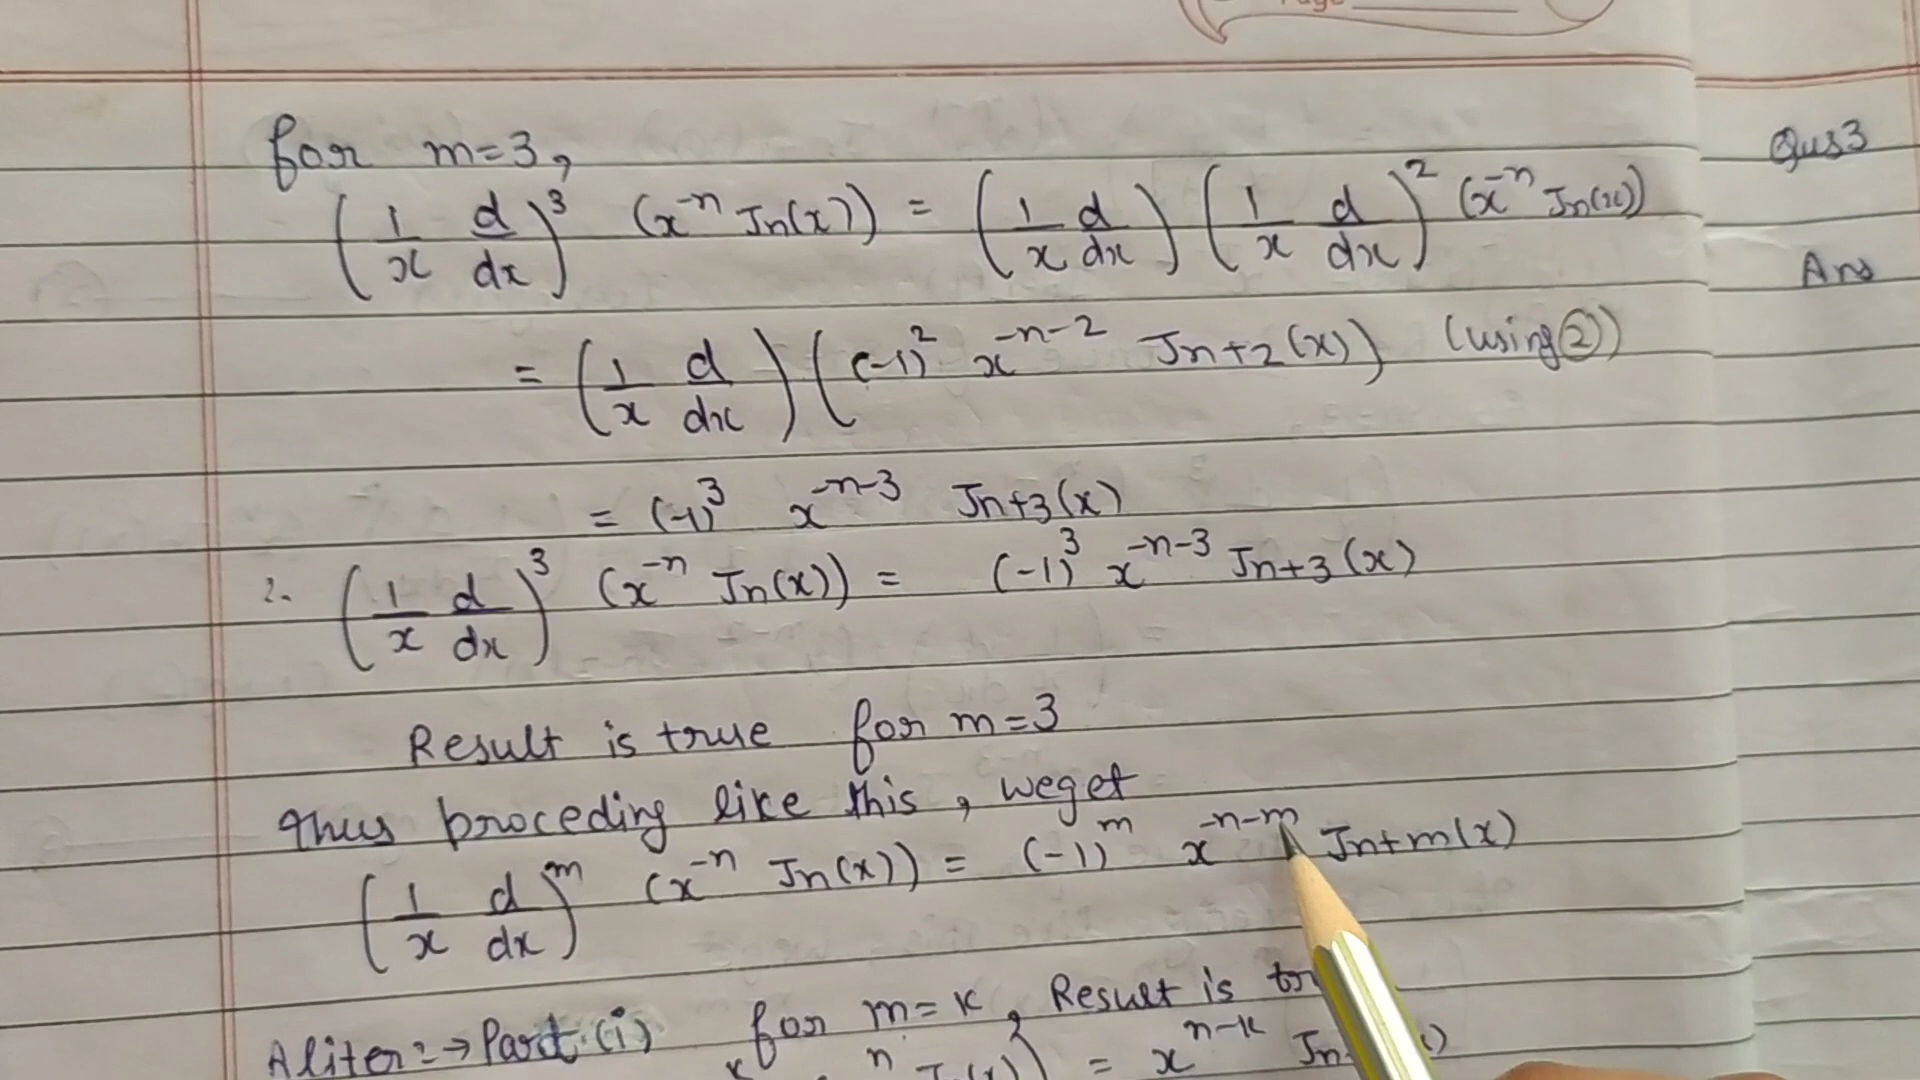 Page
for m=3,
(1/x d/dx)³ (x⁻ⁿ Jn(x)) = (1/x d/dx) (1/x d/dx)² (x⁻ⁿ Jn(x))
= (1/x d/dx) ((-1)² x⁻ⁿ⁻² Jn+2(x)) (using ②)
= (-1)³ x⁻ⁿ⁻³ Jn+3(x)
∴ (1/x d/dx)³ (x⁻ⁿ Jn(x)) = (-1)³ x⁻ⁿ⁻³ Jn+3(x)
Result is true for m=3
thus proceding like this, we get
(1/x d/dx)ᵐ (x⁻ⁿ Jn(x)) = (-1)ᵐ x⁻ⁿ⁻ᵐ Jn+m(x)
Aliter:→ Part (i) for m=k, Result is
= xⁿ⁻ᵏ
Qus3
Ans